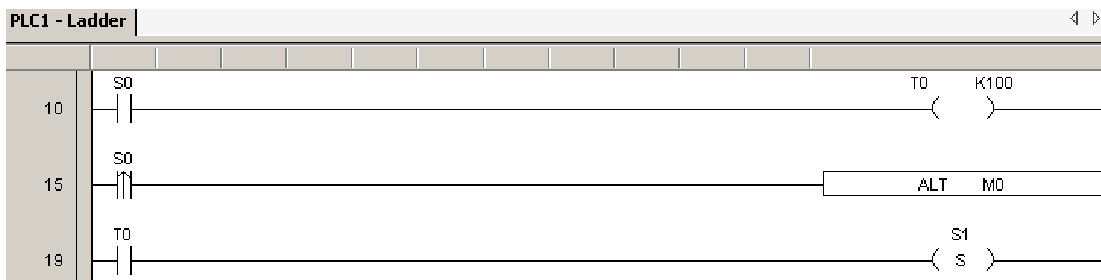 PLC1 - Ladder
S0 T0 K100
10
S0
15 ALT M0
T0 S1
19 S